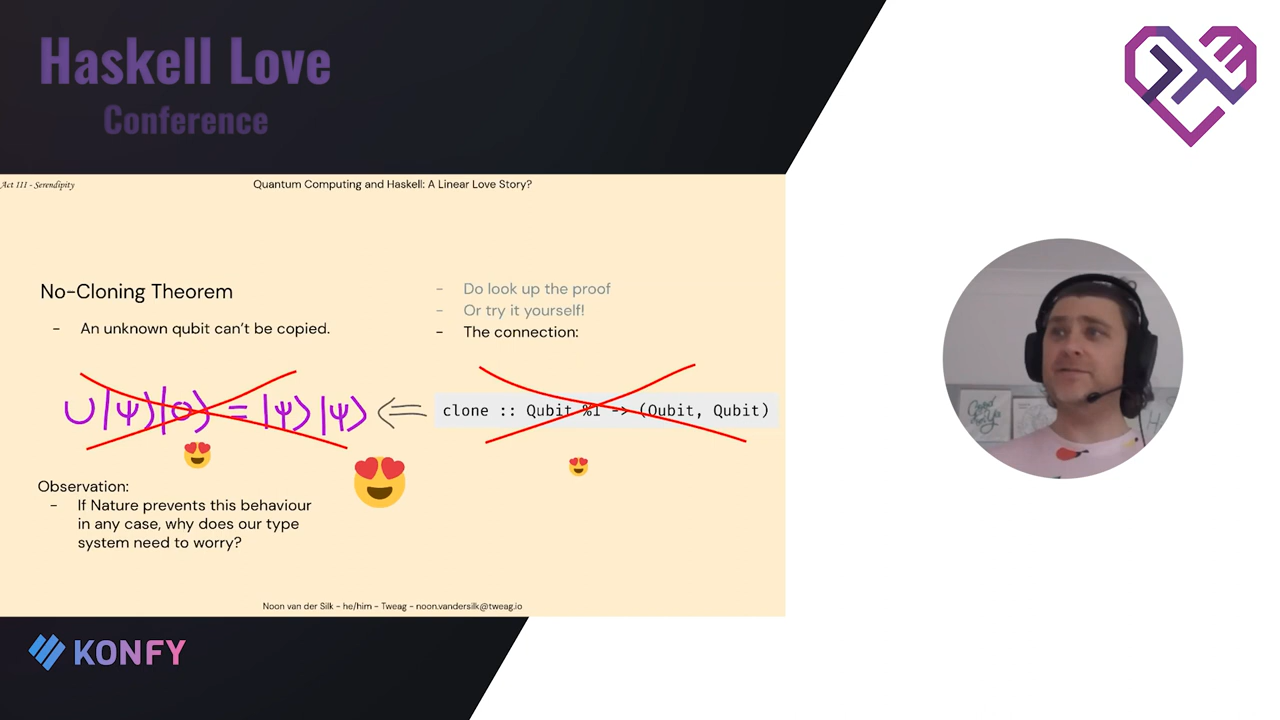 Haskell Love
Conference
Act III - Serendipity
Quantum Computing and Haskell: A Linear Love Story?
No-Cloning Theorem
- An unknown qubit can't be copied.
- Do look up the proof
- Or try it yourself!
- The connection:
U|ψ⟩|0⟩ = |ψ⟩|ψ⟩ ⟸ clone :: Qubit %1 -> (Qubit, Qubit)
Observation:
- If Nature prevents this behaviour
in any case, why does our type
system need to worry?
Noon van der Silk - he/him - Tweag - noon.vandersilk@tweag.io
KONFY